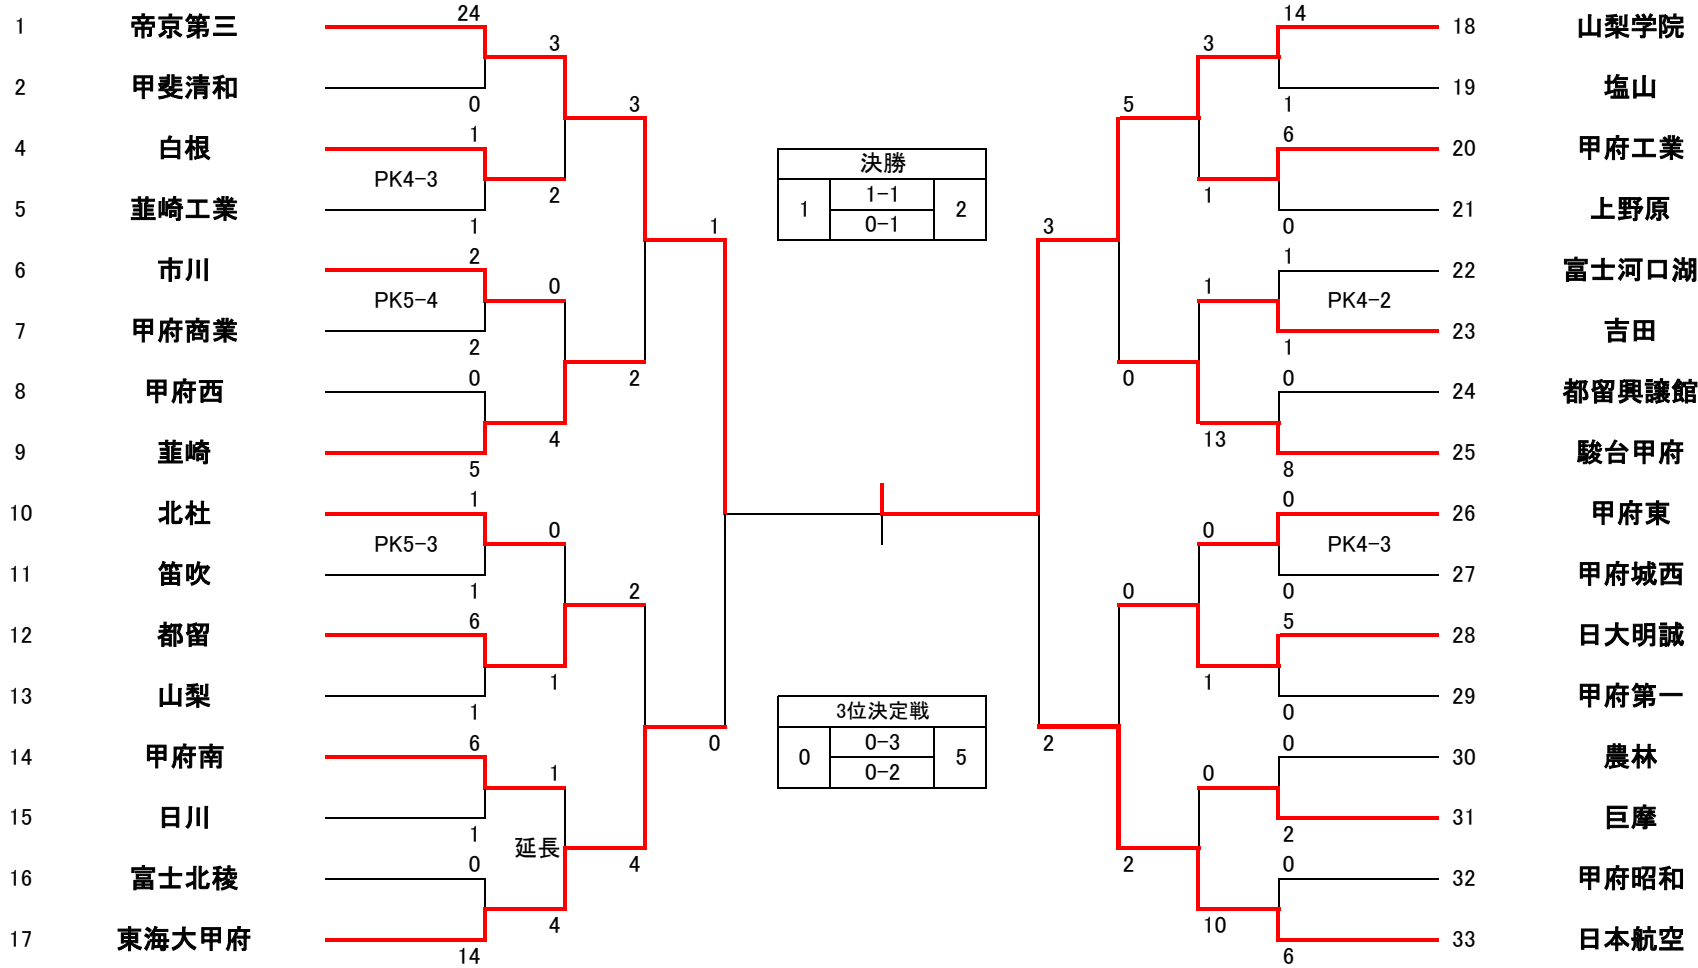 24
14
1 帝京第三
18 山梨学院
3
3
2 甲斐清和
19 塩山
0
3
5
1
4 白根
1
6
20 甲府工業
決勝
PK4-3
1 1-1 2
0-1
2
1
5 韮崎工業
21 上野原
1
1
3
0
6 市川
2
1
22 富士河口湖
PK5-4
0
1
PK4-2
7 甲府商業
23 吉田
2
1
8 甲府西
0
2
0
0
24 都留興譲館
4
13
9 韮崎
25 駿台甲府
5
8
10 北杜
1
0
26 甲府東
PK5-3
0
0
PK4-3
11 笛吹
27 甲府城西
1
2
0
0
12 都留
6
5
28 日大明誠
1
1
13 山梨
29 甲府第一
1
3位決定戦
0
14 甲府南
6
0
0 0-3 5
0-2
2
0
30 農林
1
0
15 日川
31 巨摩
1
延長
2
16 富士北稜
0
4
2
0
32 甲府昭和
4
10
17 東海大甲府
33 日本航空
14
6